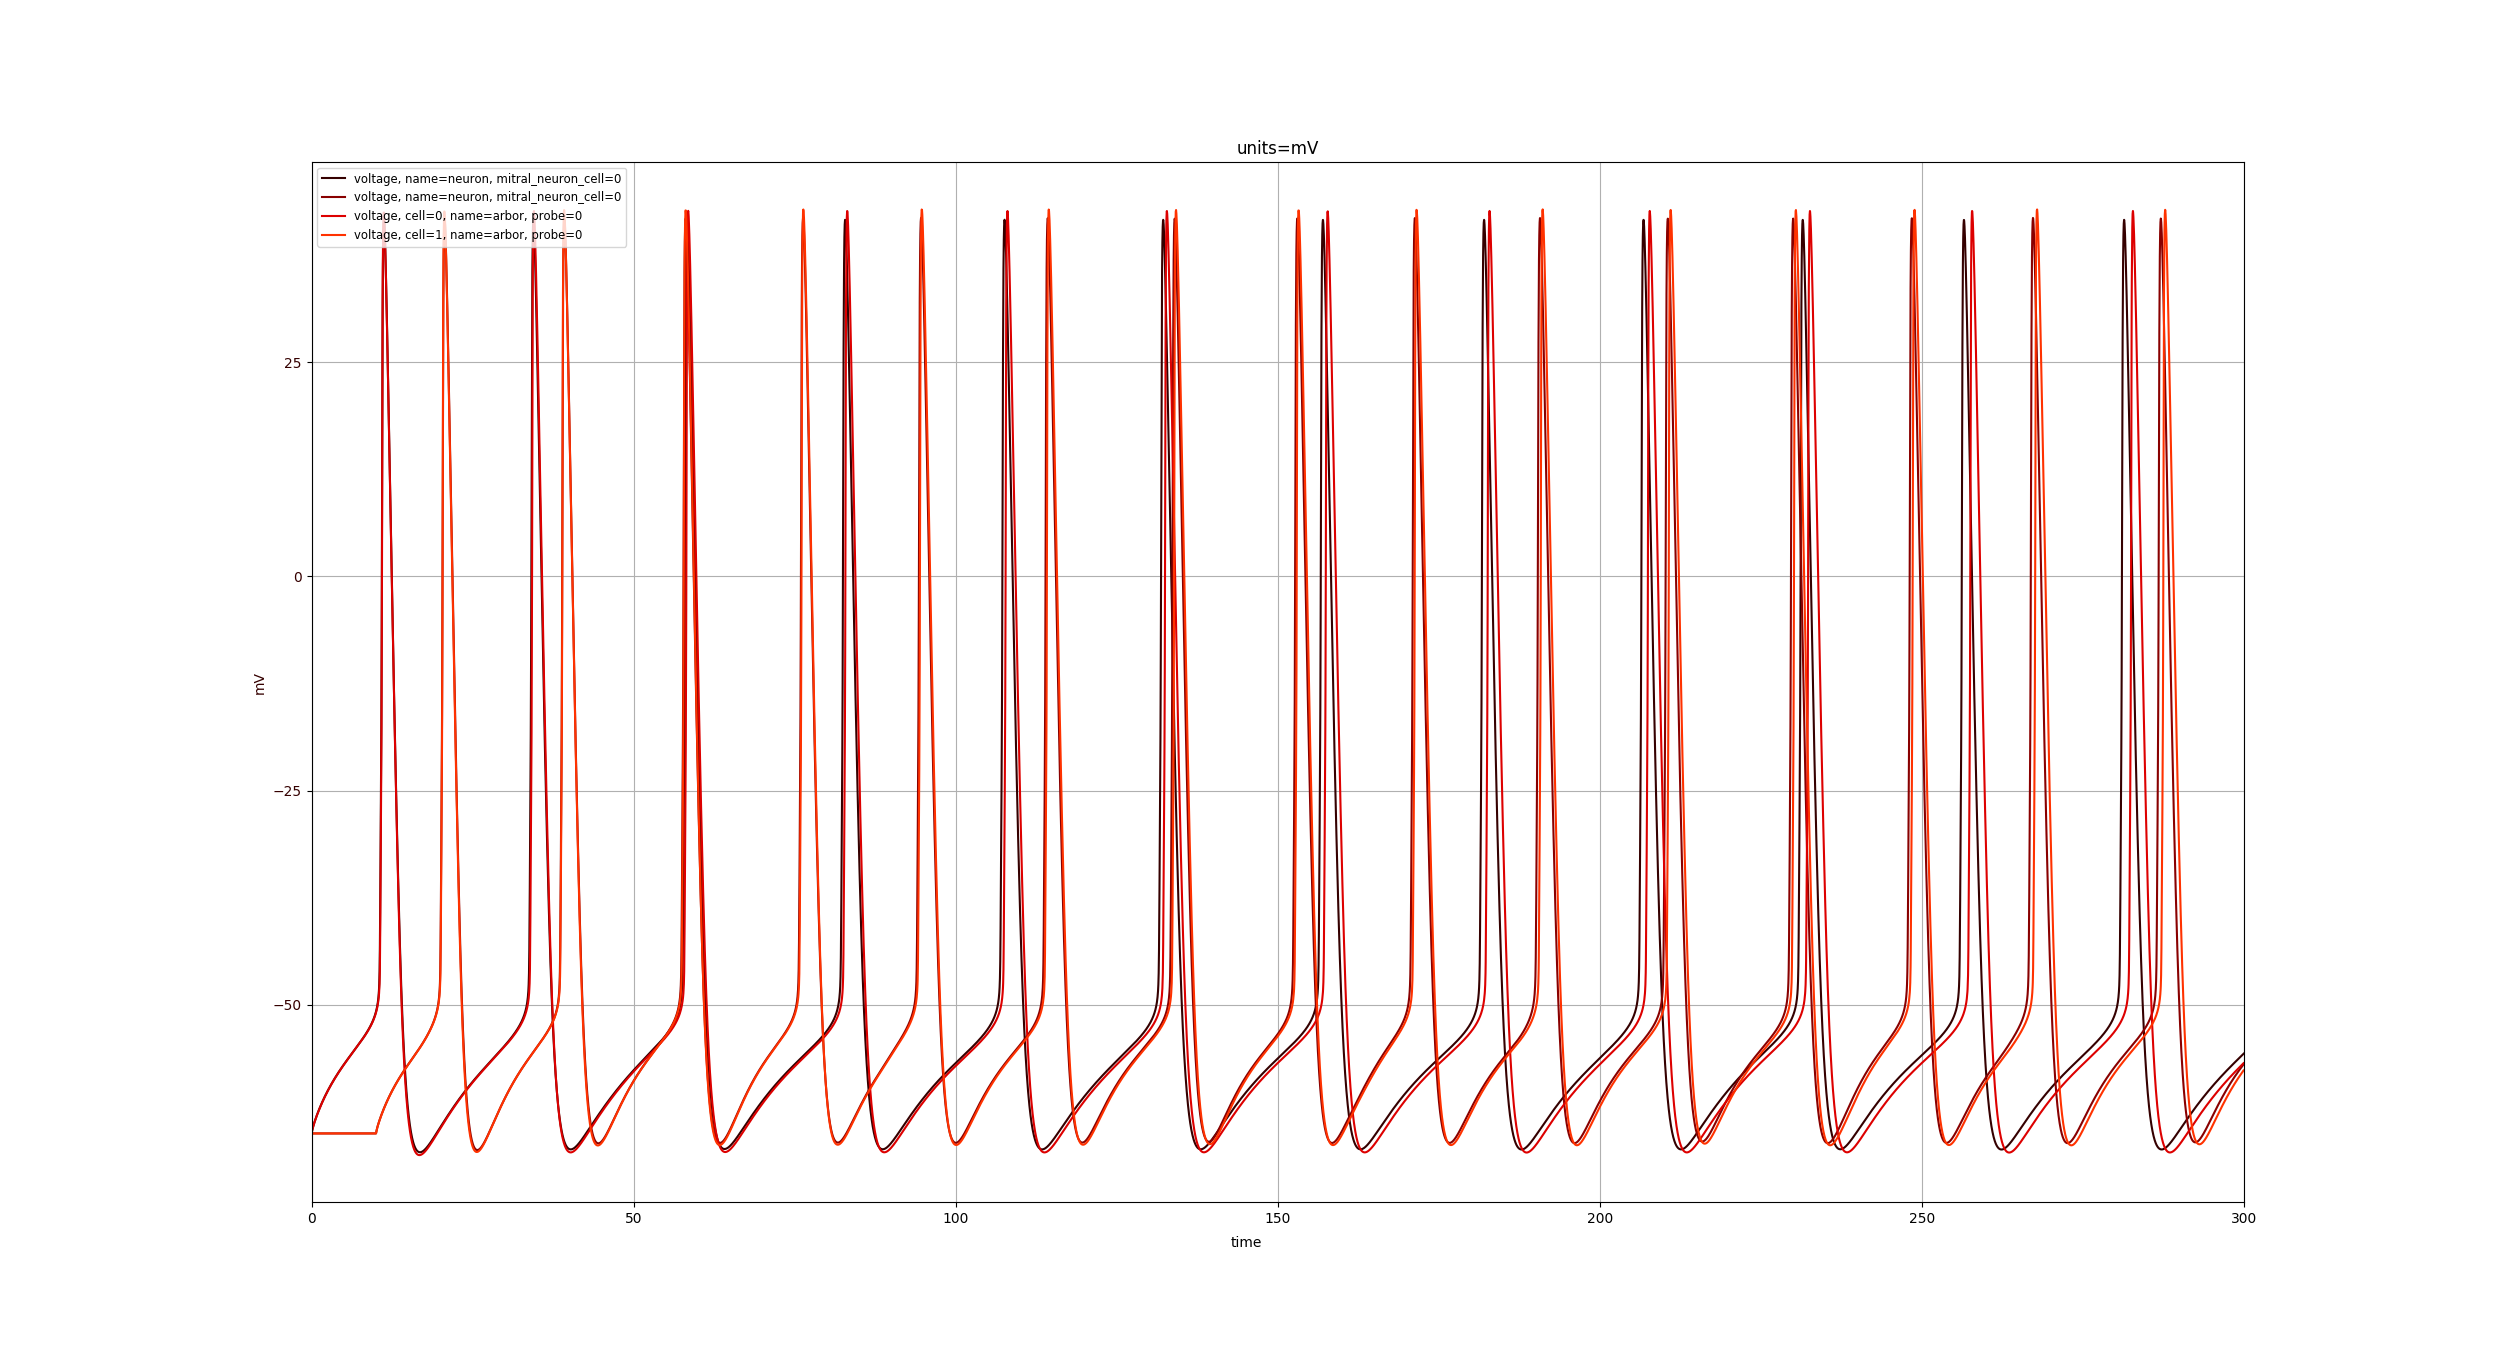 units=mV
voltage, name=neuron, mitral_neuron_cell=0
voltage, name=neuron, mitral_neuron_cell=0
voltage, cell=0, name=arbor, probe=0
voltage, cell=1, name=arbor, probe=0
25
0
−25
−50
mV
0 50 100 150 200 250 300
time